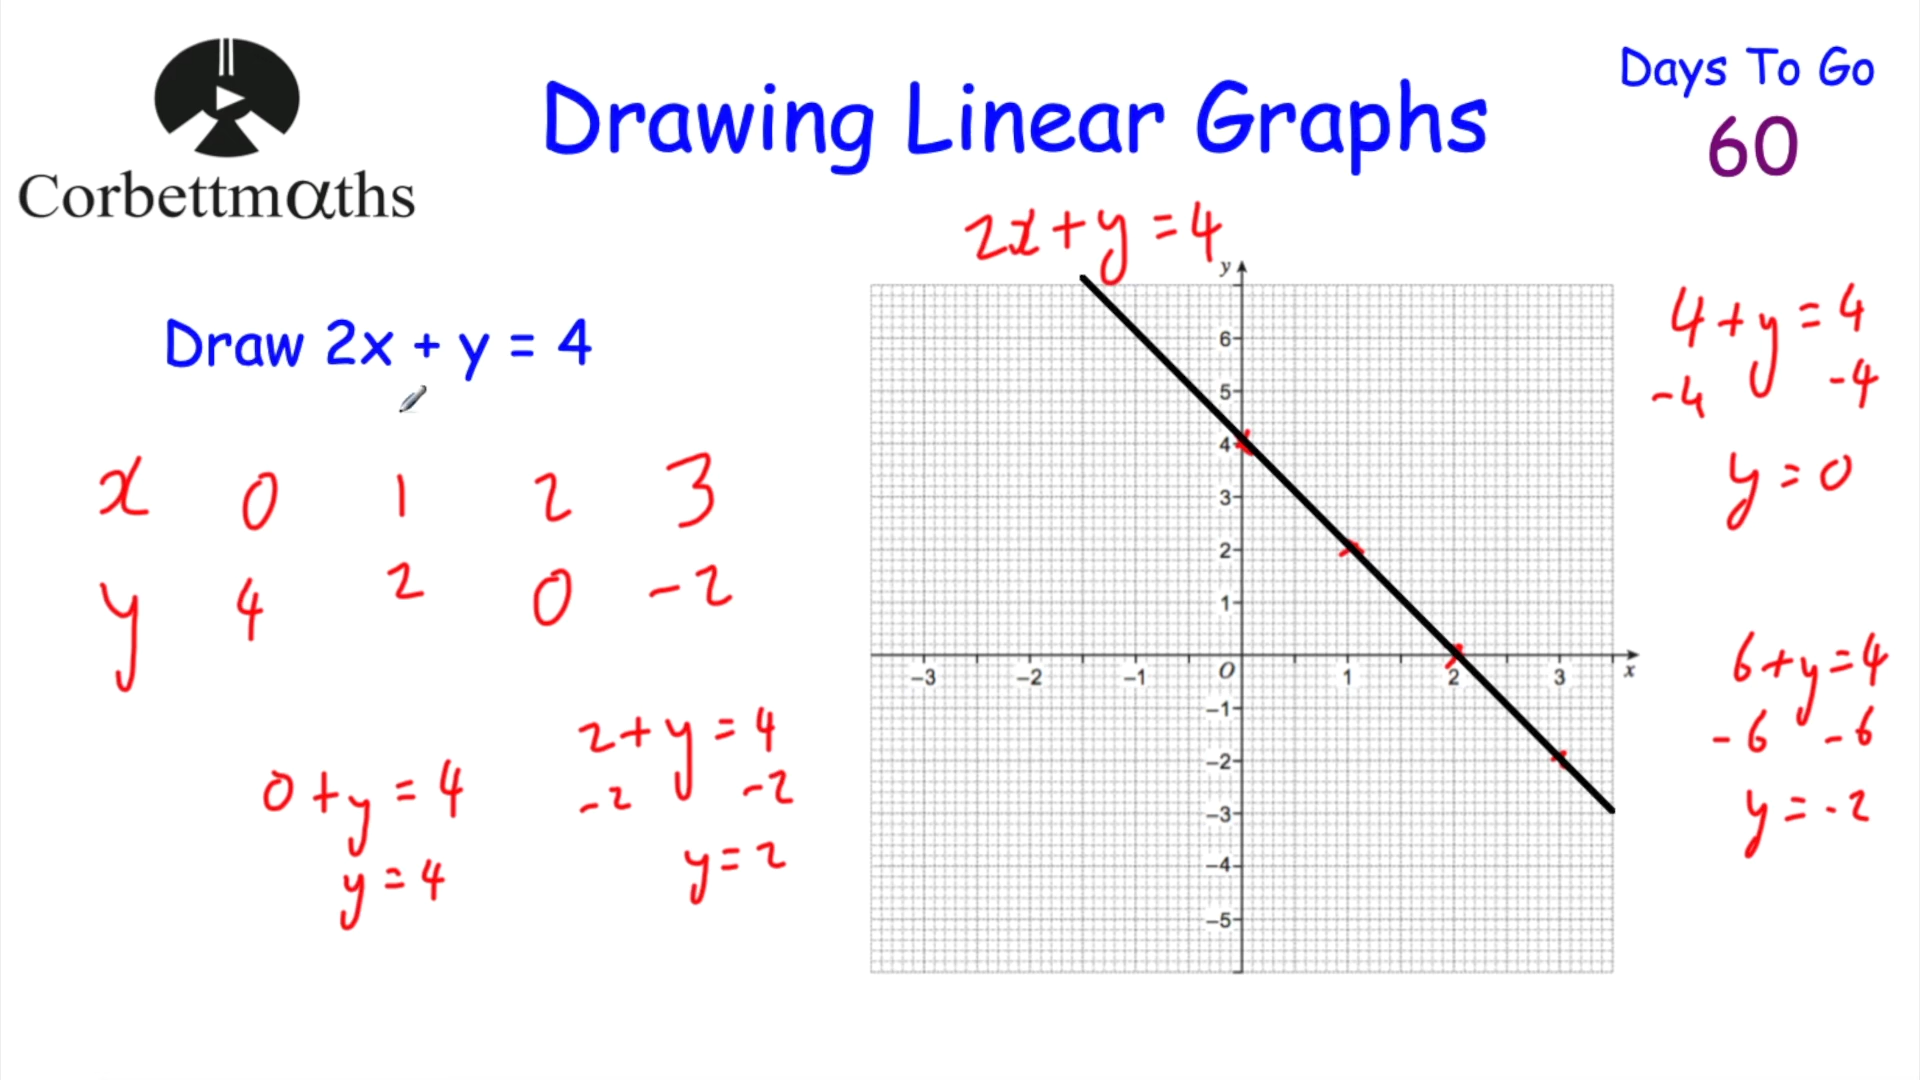 Corbettmαths
Drawing Linear Graphs
Days To Go
60
Draw 2x + y = 4
x 0 1 2 3
y 4 2 0 -2
0 + y = 4
y = 4
2 + y = 4
-2 -2
y = 2
2x + y = 4
y
6
5
4
3
2
1
-3 -2 -1 O 1 2 3 x
-1
-2
-3
-4
-5
4 + y = 4
-4 -4
y = 0
6 + y = 4
-6 -6
y = -2